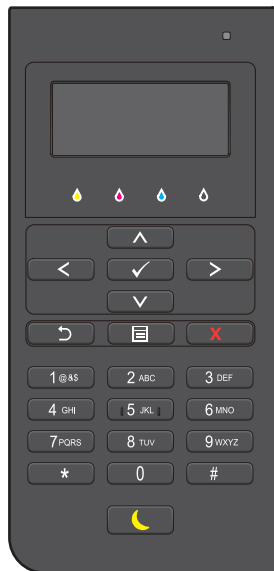 X
1 @&$ 2 ABC 3 DEF
4 GHI 5 JKL 6 MNO
7 PQRS 8 TUV 9 WXYZ
* 0 #